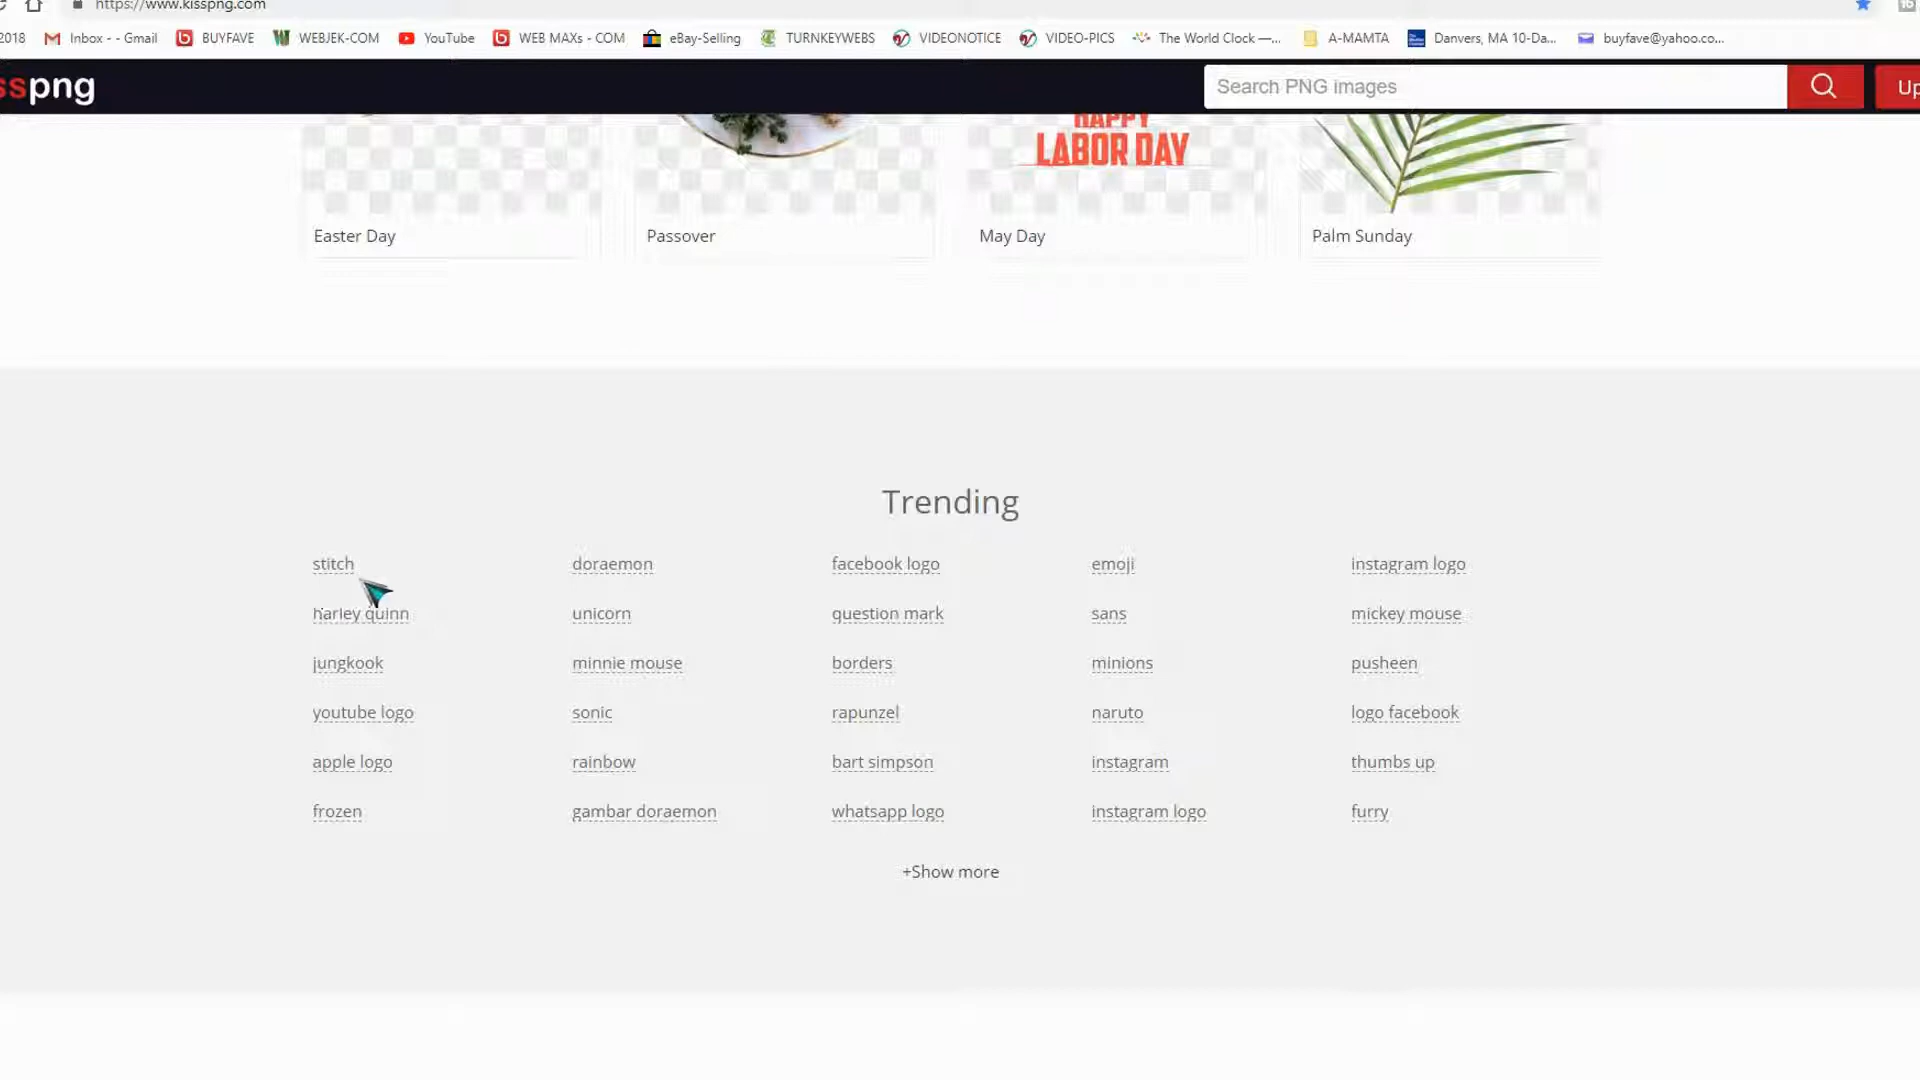 https://www.kisspng.com
2018 Inbox - - Gmail BUYFAVE WEBJEK-COM YouTube WEB MAXs - COM eBay-Selling TURNKEYWEBS VIDEONOTICE VIDEO-PICS The World Clock —... A-MAMTA Danvers, MA 10-Da... buyfave@yahoo.co...
sspng Search PNG images Up
HAPPY
LABOR DAY
Easter Day Passover May Day Palm Sunday
Trending
stitch doraemon facebook logo emoji instagram logo
harley quinn unicorn question mark sans mickey mouse
jungkook minnie mouse borders minions pusheen
youtube logo sonic rapunzel naruto logo facebook
apple logo rainbow bart simpson instagram thumbs up
frozen gambar doraemon whatsapp logo instagram logo furry
+Show more